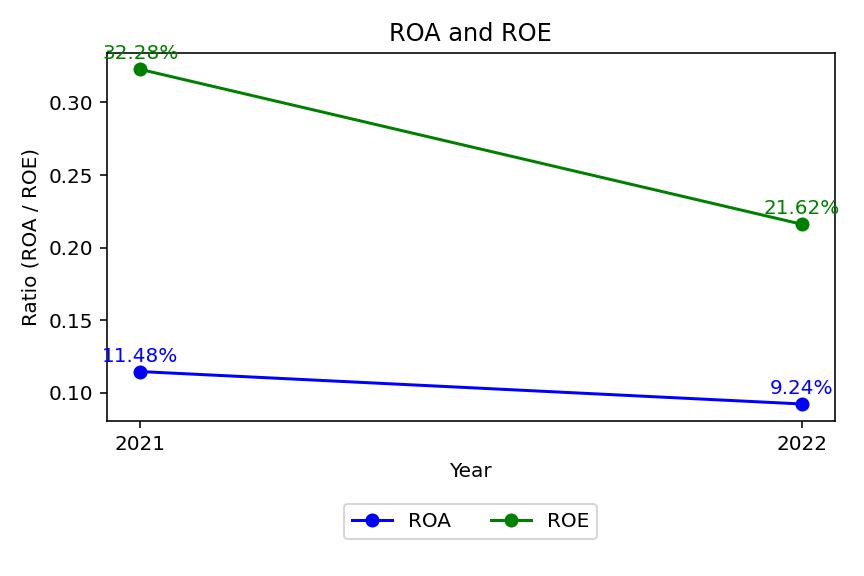 ROA and ROE
32.28%
0.30
0.25
21.62%
0.20
Ratio (ROA / ROE)
0.15
11.48%
9.24%
0.10
2021 2022
Year
ROA ROE